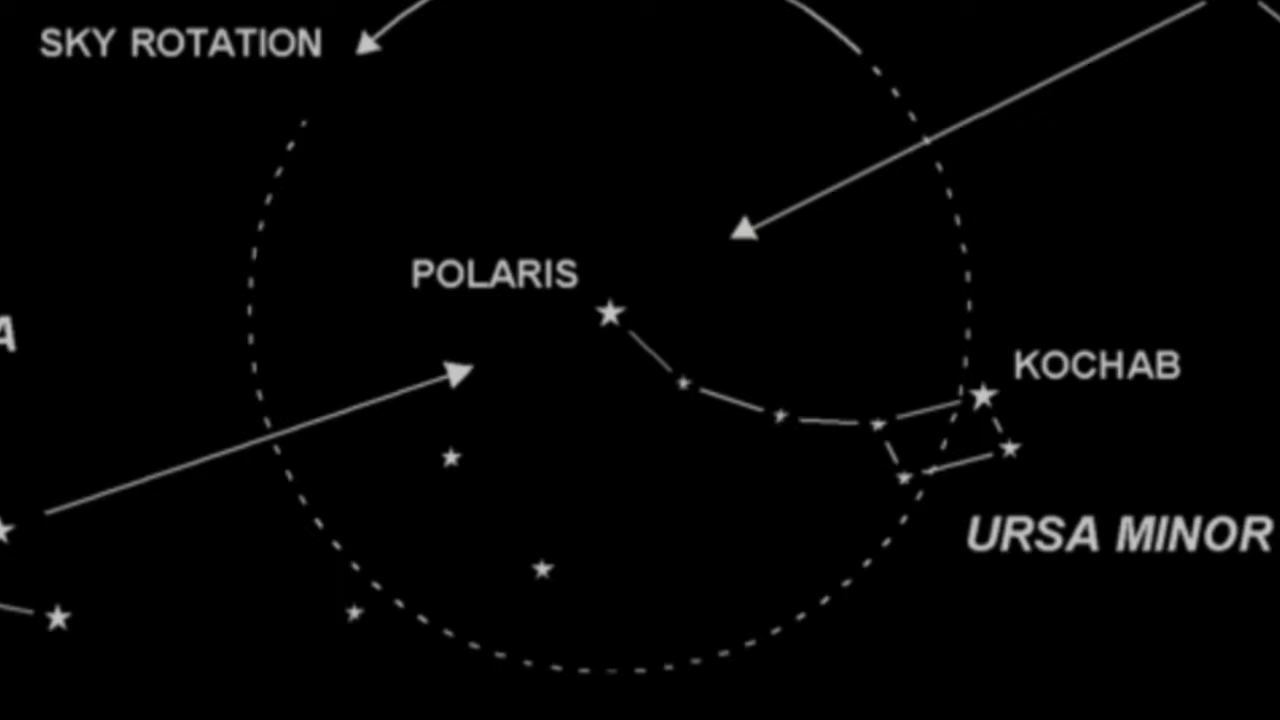 SKY ROTATION
POLARIS
A
KOCHAB
URSA MINOR